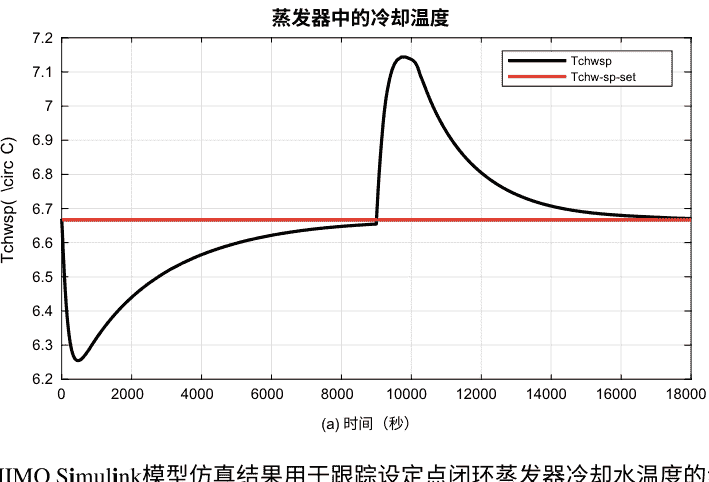 蒸发器中的冷却温度
7.2
7.1
7
6.9
6.8
6.7
6.6
6.5
6.4
6.3
6.2
Tchwsp( \circ C)
Tchwsp
Tchw-sp-set
0 2000 4000 6000 8000 10000 12000 14000 16000 18000
(a) 时间（秒）
IIMO Simulink模型仿真结果用于跟踪设定点闭环蒸发器冷却水温度的